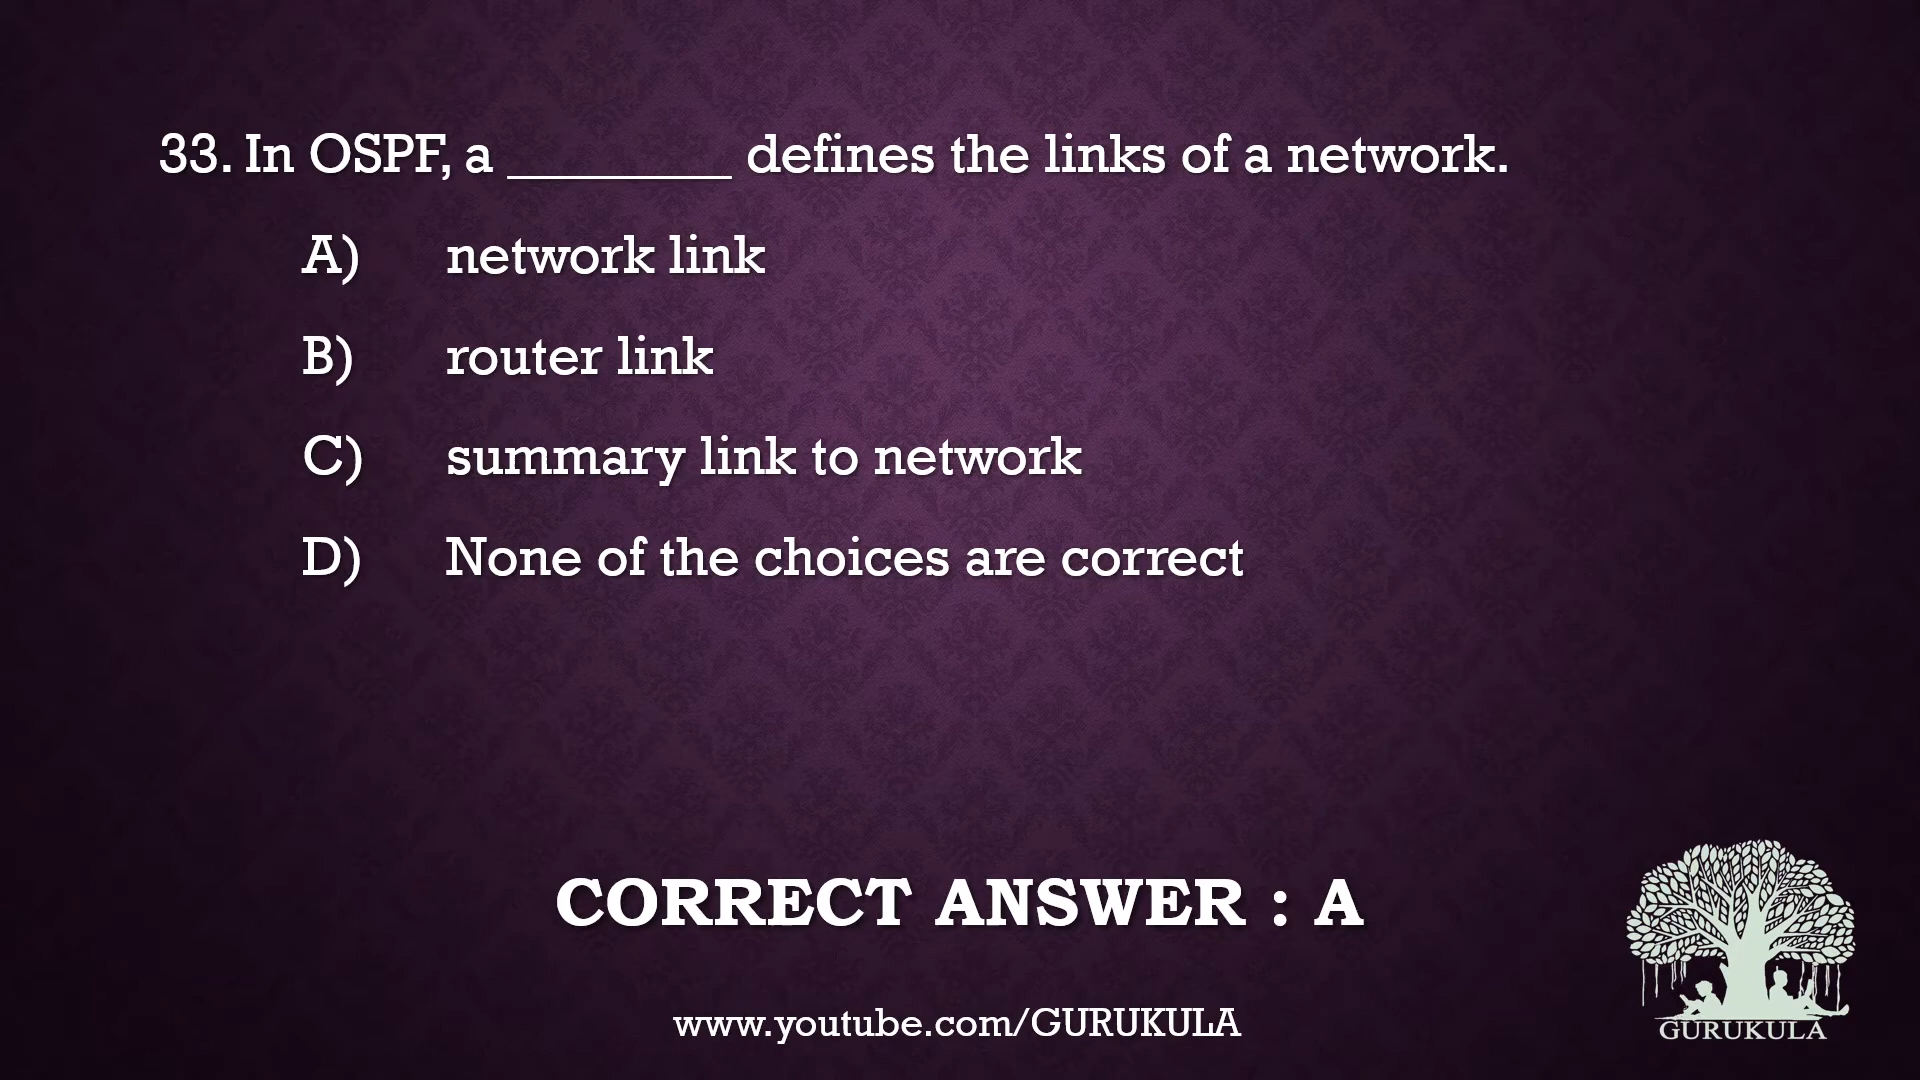 33. In OSPF, a ________ defines the links of a network.
A) network link
B) router link
C) summary link to network
D) None of the choices are correct
CORRECT ANSWER : A
www.youtube.com/GURUKULA
GURUKULA